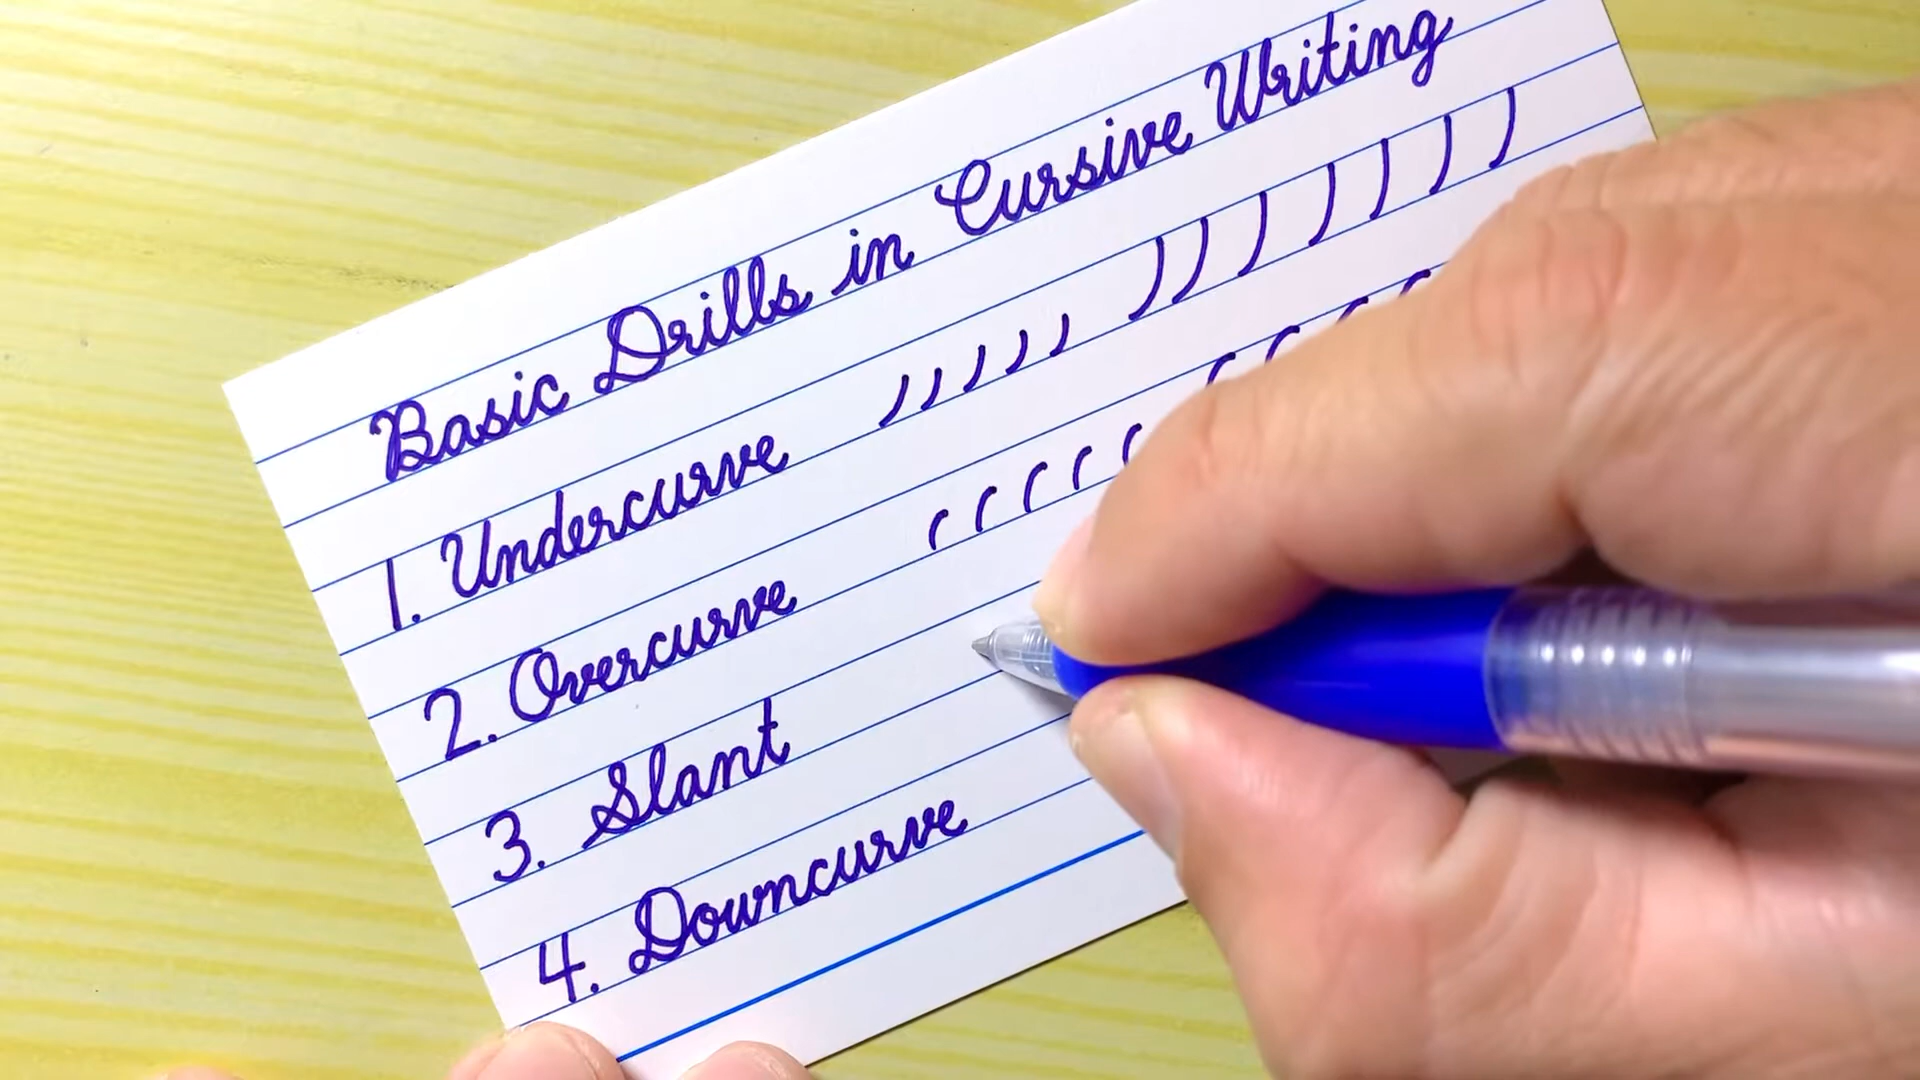 Basic Drills in Cursive Writing
1. Undercurve
2. Overcurve
3. Slant
4. Downcurve